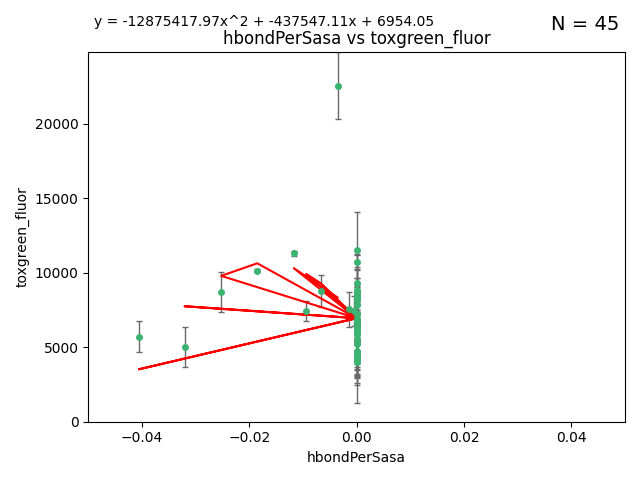 y = -12875417.97x^2 + -437547.11x + 6954.05
N = 45
hbondPerSasa vs toxgreen_fluor
toxgreen_fluor
20000
15000
10000
5000
0
−0.04
−0.02
0.00
0.02
0.04
hbondPerSasa